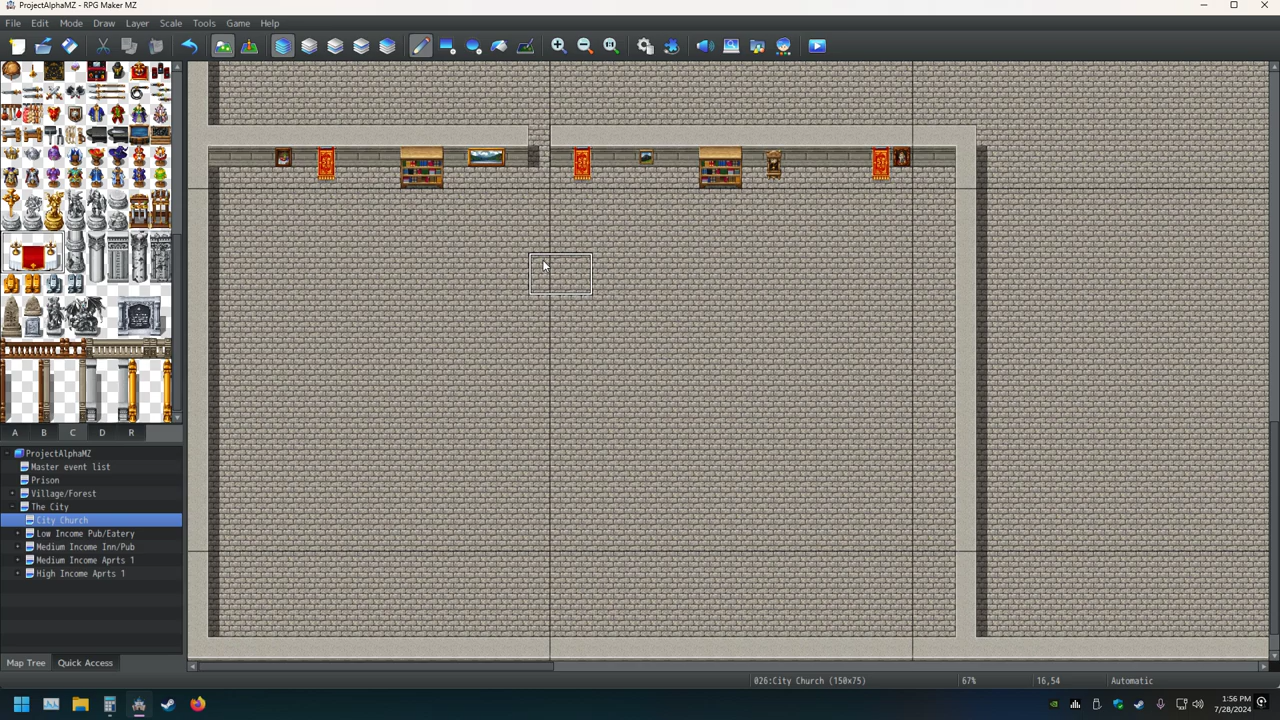 ProjectAlphaMZ - RPG Maker MZ
File Edit Mode Draw Layer Scale Tools Game Help
A B C D R
ProjectAlphaMZ
Master event list
Prison
Village/Forest
The City
City Church
Low Income Pub/Eatery
Medium Income Inn/Pub
Medium Income Aprts 1
High Income Aprts 1
Map Tree Quick Access
026:City Church (150x75) 67% 16,54 Automatic
1:56 PM
7/28/2024